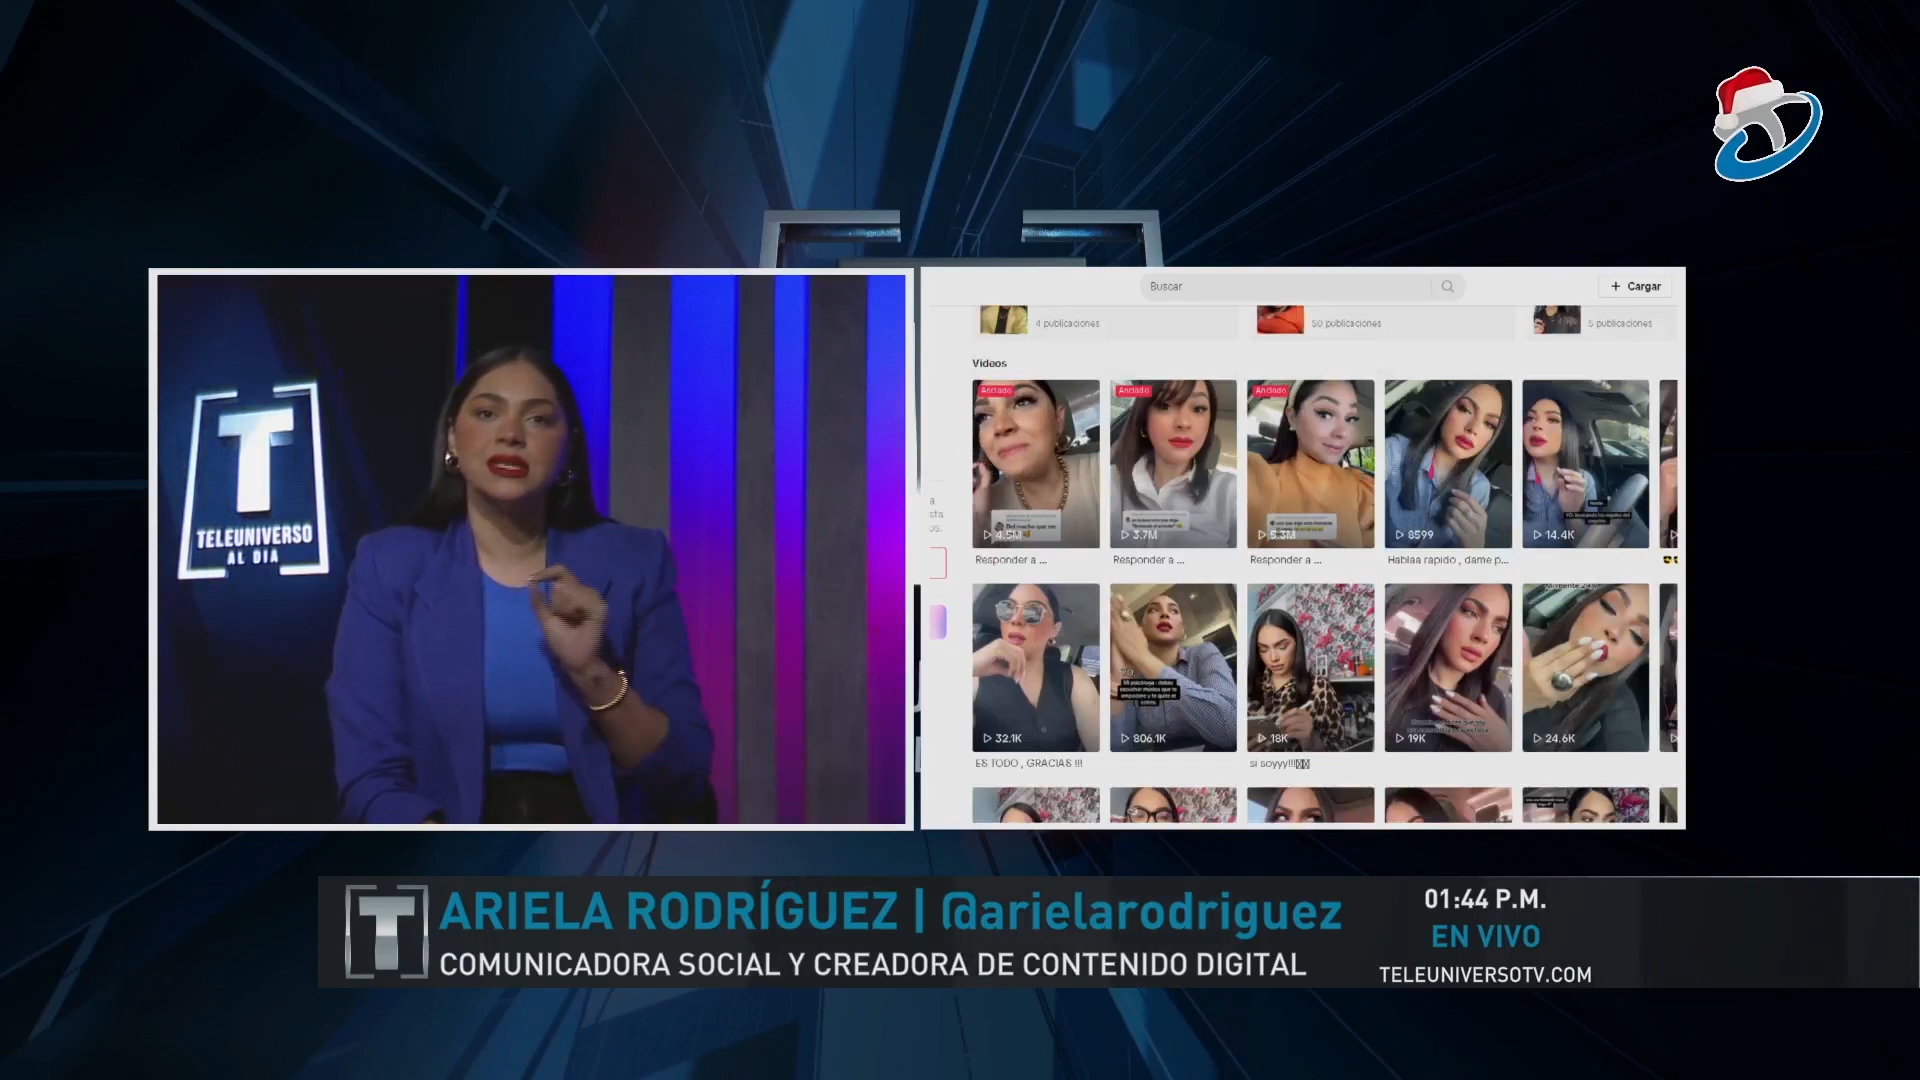 Buscar
+ Cargar
4 publicaciones
50 publicaciones
5 publicaciones
Videos
Anclado
Anclado
Anclado
4.5M
3.7M
5.3M
8599
14.4K
Responder a ...
Responder a ...
Responder a ...
Hablaa rapido , dame p...
YO
32.1K
806.1K
18K
19K
24.6K
ES TODO , GRACIAS !!!
si soyyy!!!
T
TELEUNIVERSO
AL DIA
T
ARIELA RODRÍGUEZ | @arielarodriguez
COMUNICADORA SOCIAL Y CREADORA DE CONTENIDO DIGITAL
01:44 P.M.
EN VIVO
TELEUNIVERSOTV.COM